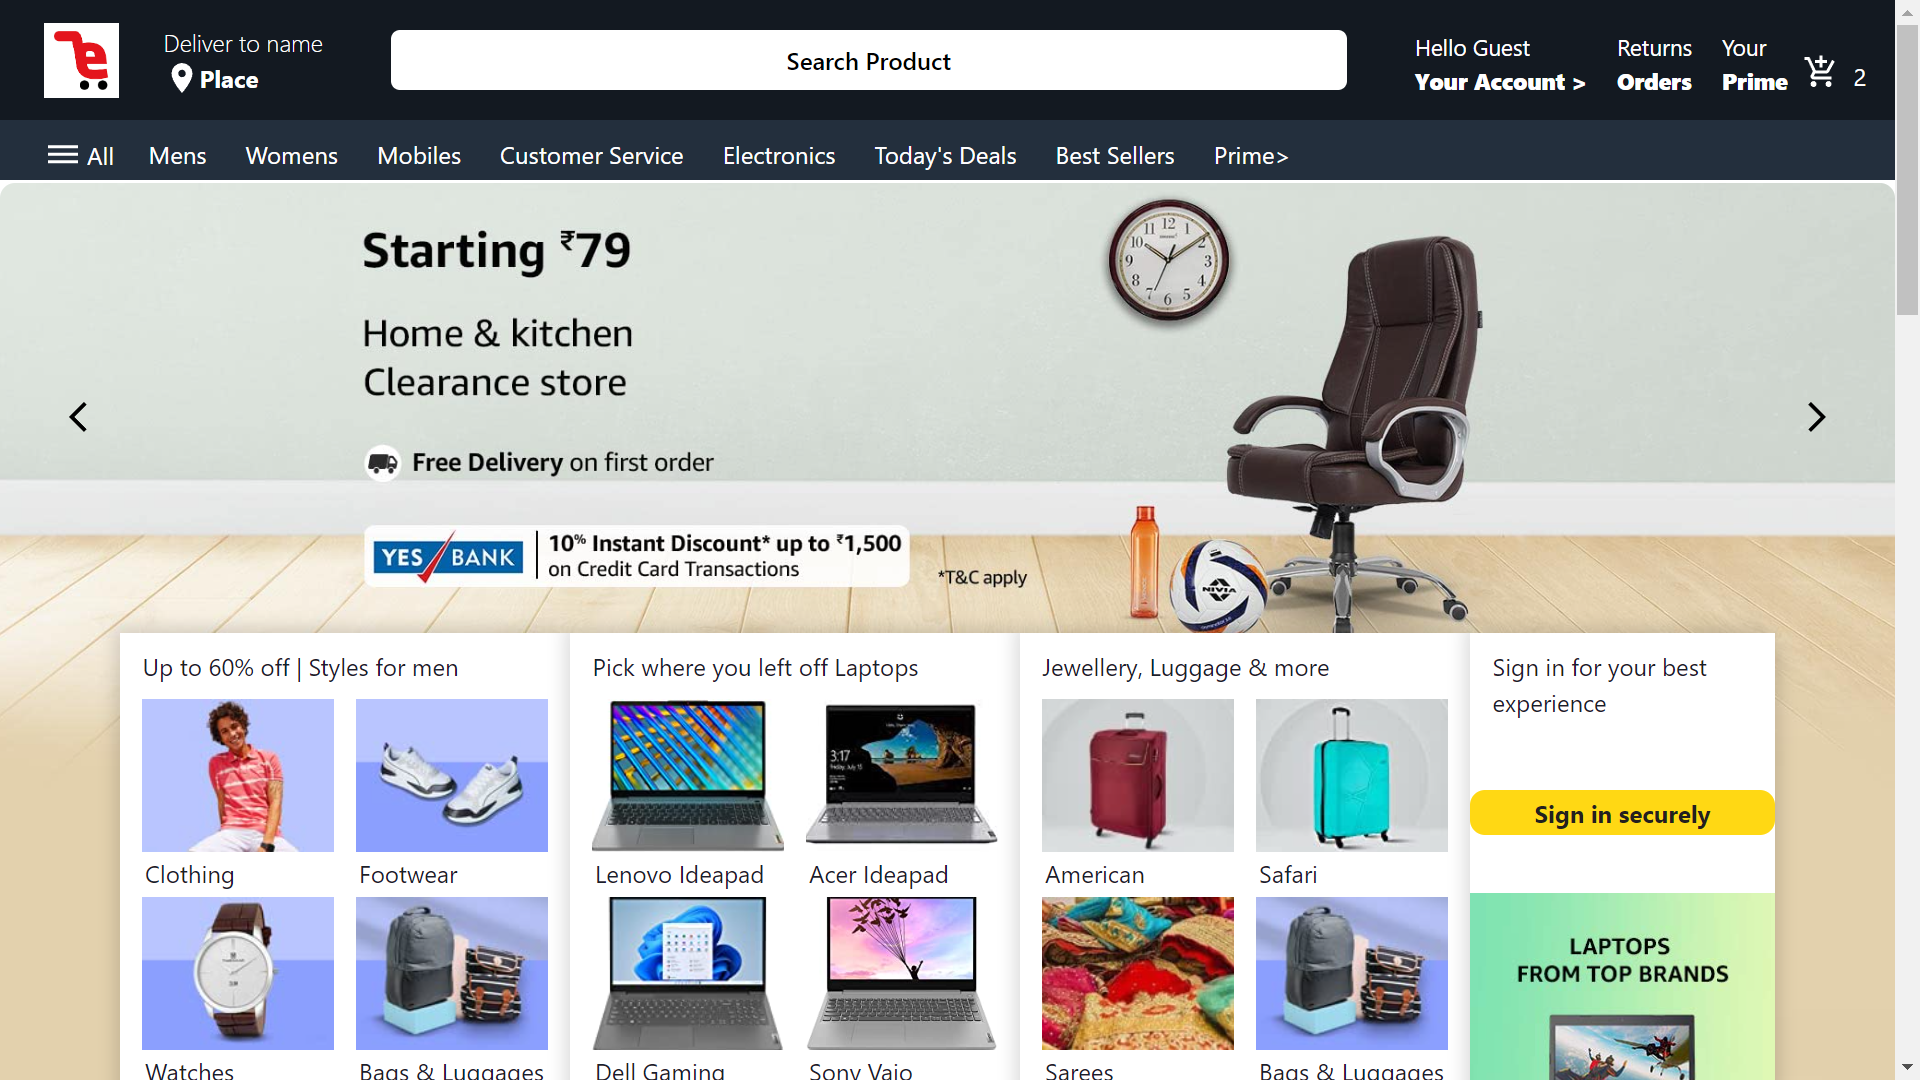 Deliver to name
Place
Search Product
Hello Guest
Your Account >
Returns
Orders
Your
Prime
2
All
Mens
Womens
Mobiles
Customer Service
Electronics
Today's Deals
Best Sellers
Prime>
Starting ₹79
Home & kitchen
Clearance store
Free Delivery on first order
YES BANK
10% Instant Discount* up to ₹1,500
on Credit Card Transactions
*T&C apply
NIVIA
Up to 60% off | Styles for men
Clothing
Footwear
Watches
Bags & Luggages
Pick where you left off Laptops
3:17
Lenovo Ideapad
Acer Ideapad
Dell Gaming
Sony Vaio
Jewellery, Luggage & more
American
Safari
Sarees
Bags & Luggages
Sign in for your best
experience
Sign in securely
LAPTOPS
FROM TOP BRANDS